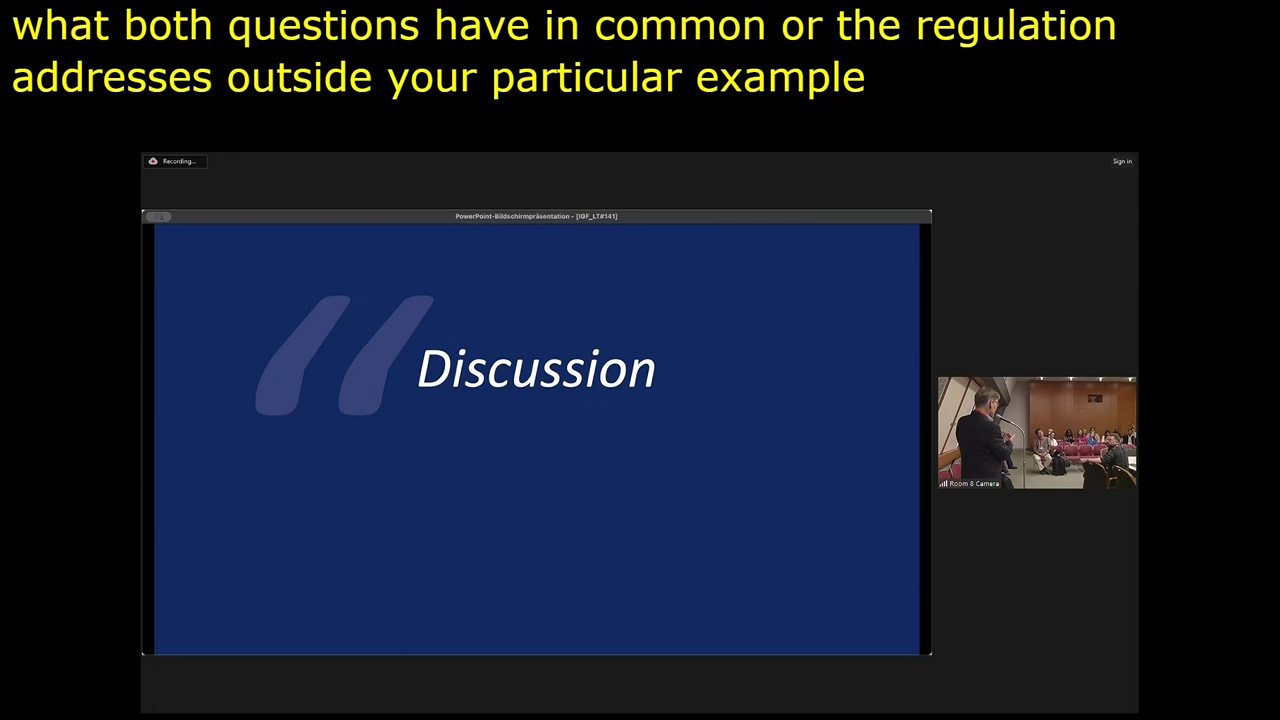 what both questions have in common or the regulation
addresses outside your particular example
Recording...
Sign in
PowerPoint-Bildschirmpräsentation - [IGF_LT#141]
Discussion
Room 8 Camera